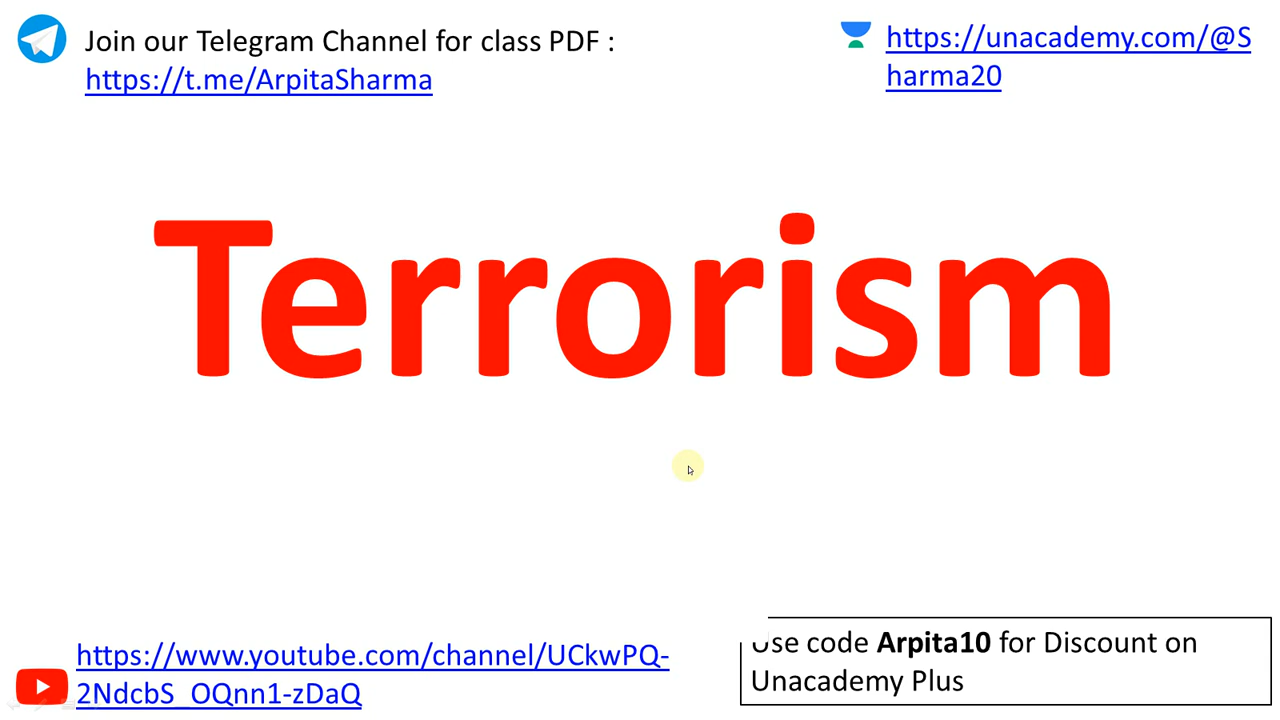 Join our Telegram Channel for class PDF :
https://t.me/ArpitaSharma
https://unacademy.com/@S
harma20
Terrorism
https://www.youtube.com/channel/UCkwPQ-
2NdcbS_OQnn1-zDaQ
Use code Arpita10 for Discount on
Unacademy Plus